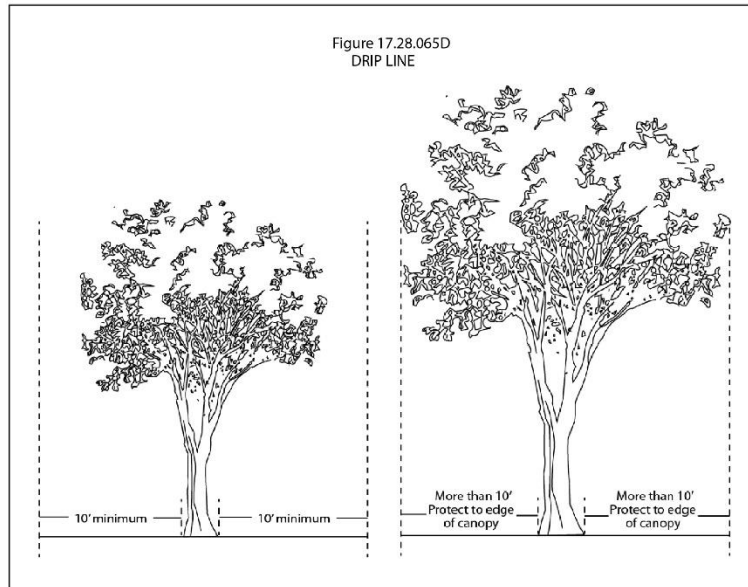 Figure 17.28.065D
DRIP LINE
10' minimum
10' minimum
More than 10'
Protect to edge
of canopy
More than 10'
Protect to edge
of canopy